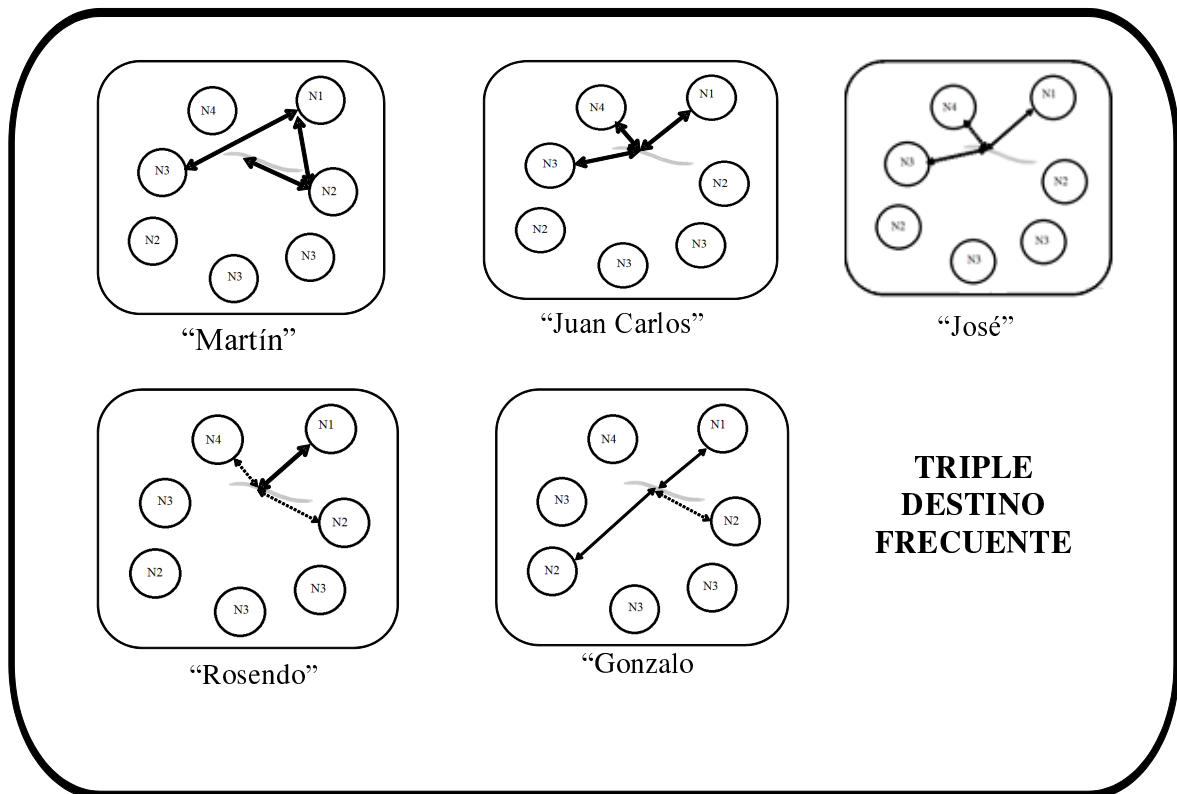 N4
N1
N3
N2
N2
N3
N3
“Martín”
N4
N1
N3
N2
N2
N3
N3
“Juan Carlos”
N4
N1
N3
N2
N2
N3
N3
“José”
N4
N1
N3
N2
N2
N3
N3
“Rosendo”
N4
N1
N3
N2
N2
N3
N3
“Gonzalo
TRIPLE
DESTINO
FRECUENTE